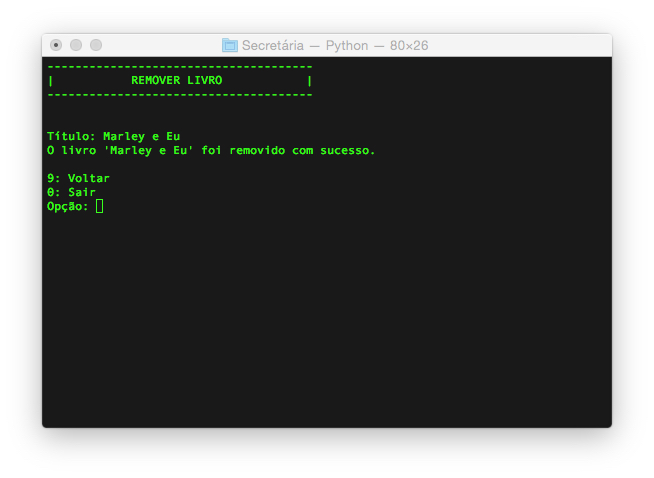 Secretária — Python — 80×26
--------------------------------------
|           REMOVER LIVRO            |
--------------------------------------
Título: Marley e Eu
O livro 'Marley e Eu' foi removido com sucesso.
9: Voltar
0: Sair
Opção: